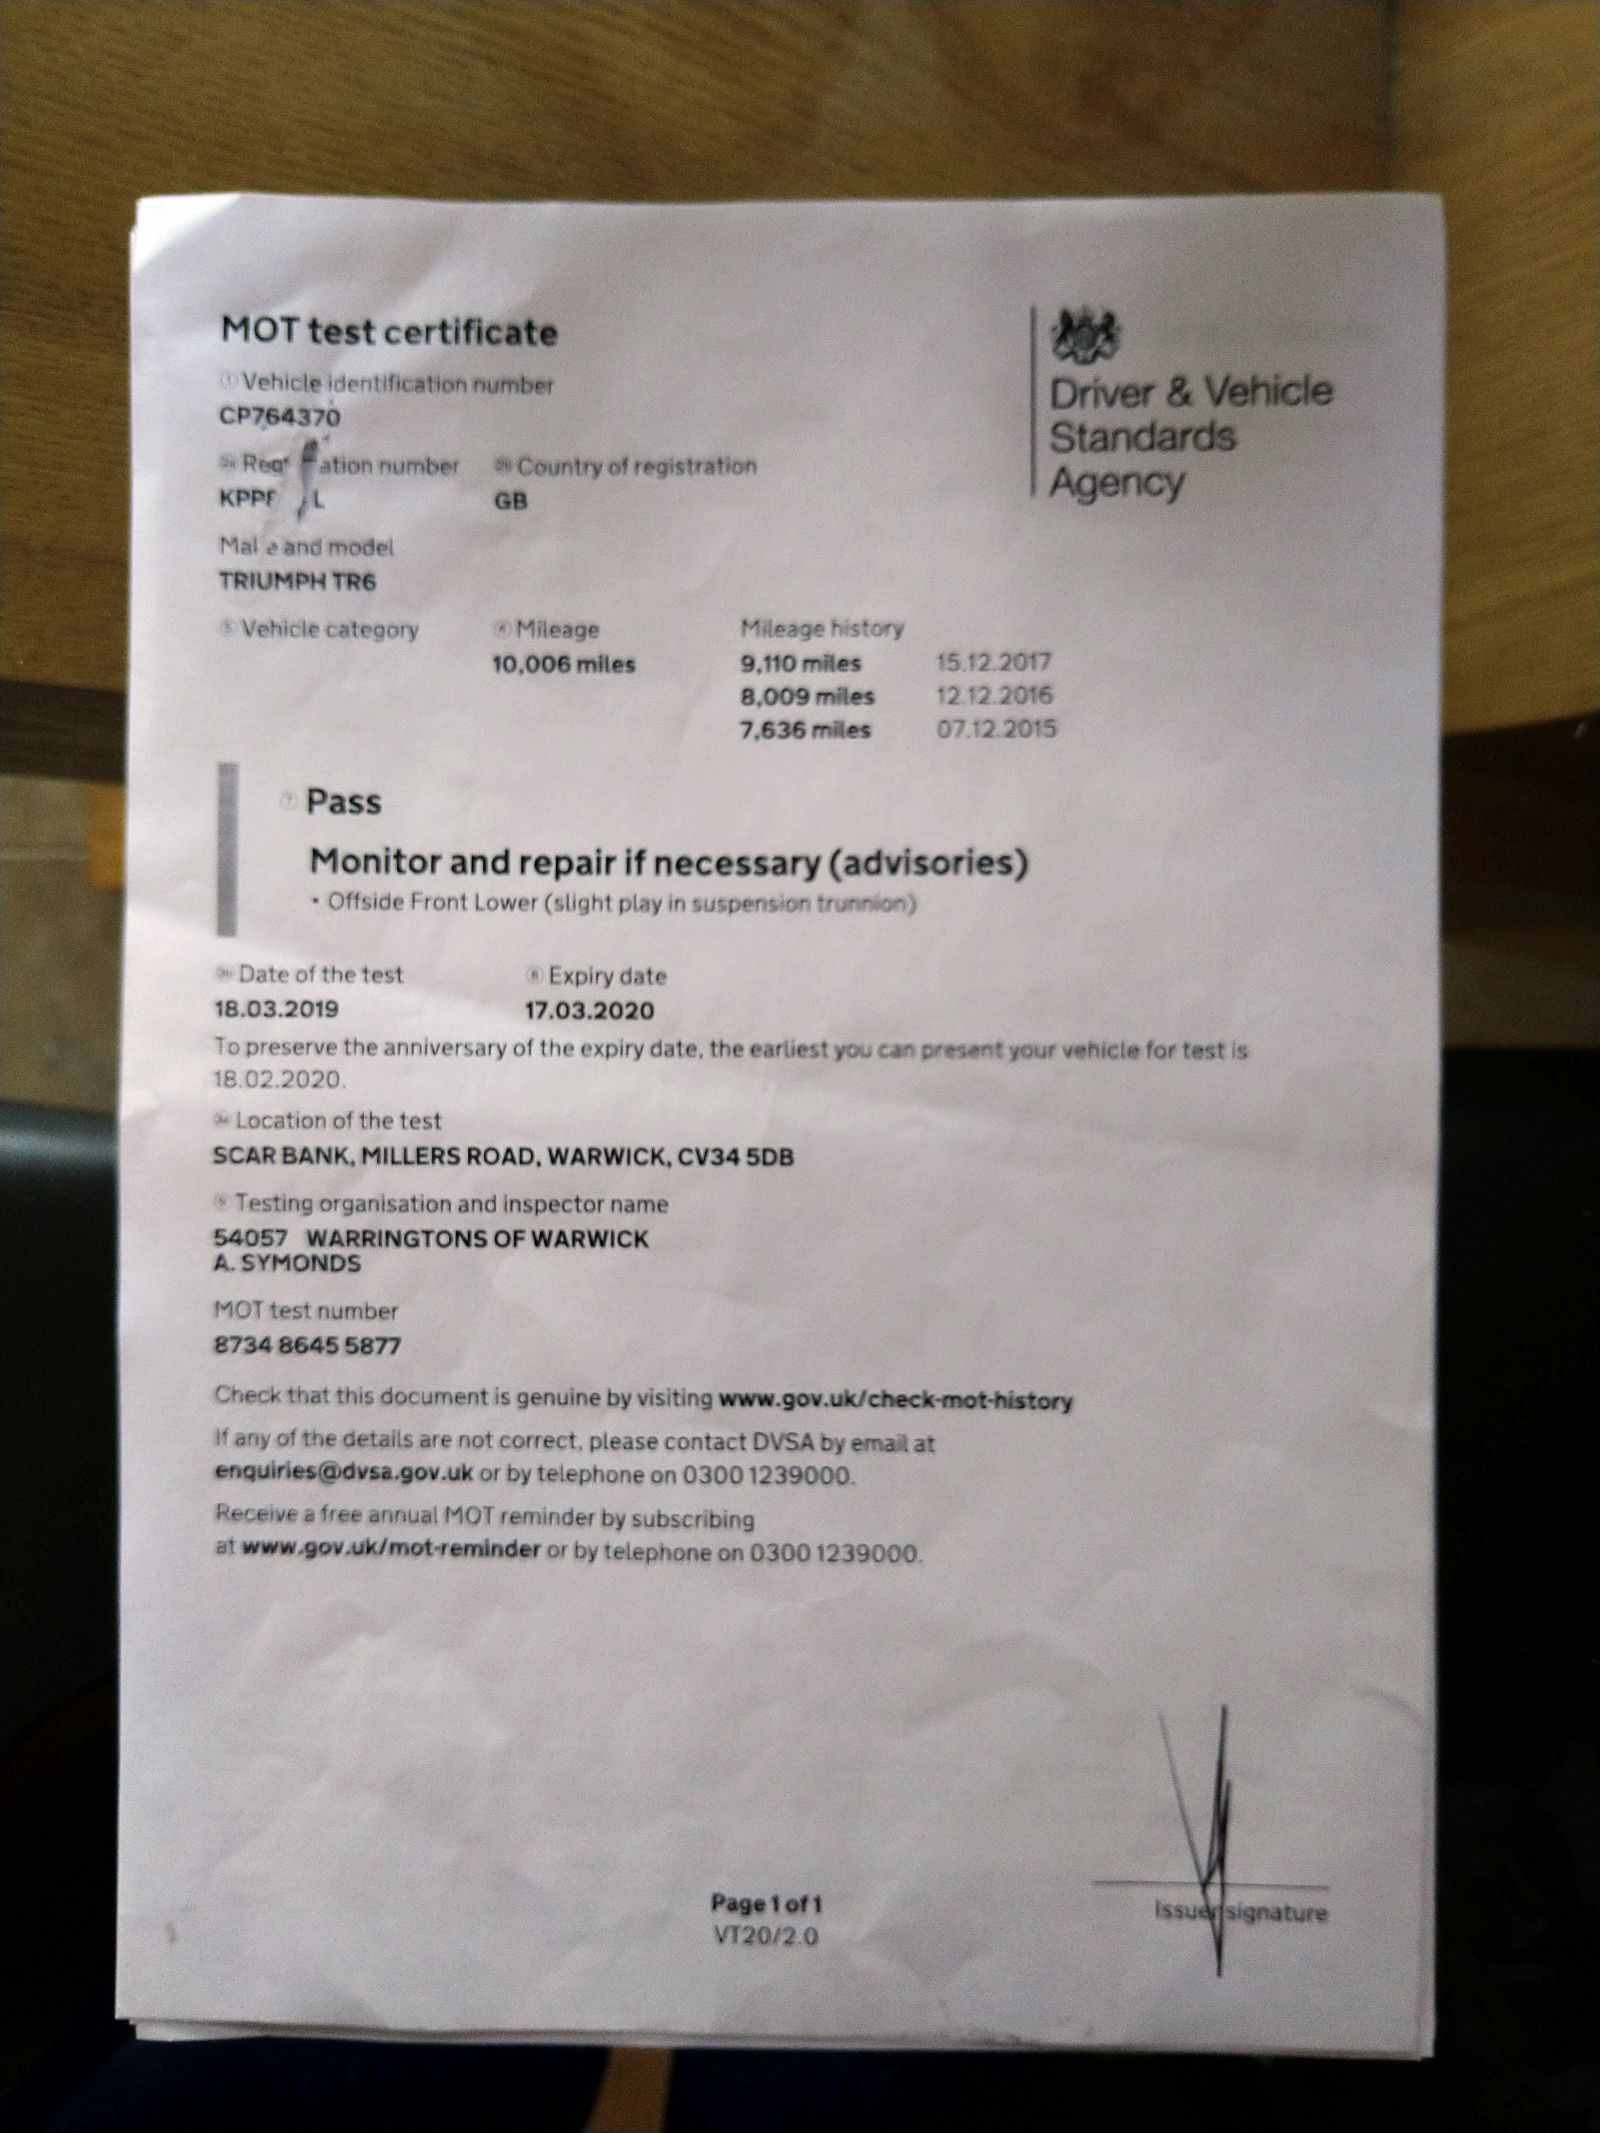 MOT test certificate
Vehicle identification number
CP764370
Driver & Vehicle
Standards
Agency
number
Country of registration
GB
and model
TRIUMPH TR6
Vehicle category
Mileage
Mileage history
10,006 miles
9,110 miles 15.12.2017
8,009 miles 12.12.2016
7,636 miles 07.12.2015
Pass
Monitor and repair if necessary (advisories)
• Offside Front Lower (slight play in suspension trunnion)
Date of the test
Expiry date
18.03.2019
17.03.2020
To preserve the anniversary of the expiry date, the earliest you can present your vehicle for test is
18.02.2020.
Location of the test
SCAR BANK, MILLERS ROAD, WARWICK, CV34 5DB
Testing organisation and inspector name
54057 WARRINGTONS OF WARWICK
A. SYMONDS
MOT test number
8734 8645 5877
Check that this document is genuine by visiting www.gov.uk/check-mot-history
If any of the details are not correct, please contact DVSA by email at
enquiries@dvsa.gov.uk or by telephone on 0300 1239000.
Receive a free annual MOT reminder by subscribing
at www.gov.uk/mot-reminder or by telephone on 0300 1239000.
Issuer signature
Page 1 of 1
VT20/2.0